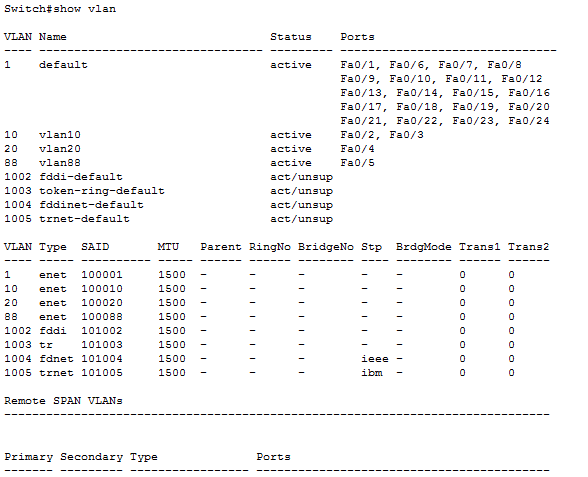 Switch#show vlan
VLAN Name                             Status    Ports
---- -------------------------------- --------- -------------------------------
1    default                          active    Fa0/1, Fa0/6, Fa0/7, Fa0/8
                                                Fa0/9, Fa0/10, Fa0/11, Fa0/12
                                                Fa0/13, Fa0/14, Fa0/15, Fa0/16
                                                Fa0/17, Fa0/18, Fa0/19, Fa0/20
                                                Fa0/21, Fa0/22, Fa0/23, Fa0/24
10   vlan10                           active    Fa0/2, Fa0/3
20   vlan20                           active    Fa0/4
88   vlan88                           active    Fa0/5
1002 fddi-default                     act/unsup
1003 token-ring-default               act/unsup
1004 fddinet-default                  act/unsup
1005 trnet-default                    act/unsup
VLAN Type  SAID       MTU   Parent RingNo BridgeNo Stp  BrdgMode Trans1 Trans2
---- ----- ---------- ----- ------ ------ -------- ---- -------- ------ ------
1    enet  100001     1500  -      -      -        -    -        0      0
10   enet  100010     1500  -      -      -        -    -        0      0
20   enet  100020     1500  -      -      -        -    -        0      0
88   enet  100088     1500  -      -      -        -    -        0      0
1002 fddi  101002     1500  -      -      -        -    -        0      0
1003 tr    101003     1500  -      -      -        -    -        0      0
1004 fdnet 101004     1500  -      -      -        ieee -        0      0
1005 trnet 101005     1500  -      -      -        ibm  -        0      0
Remote SPAN VLANs
------------------------------------------------------------------------------
Primary Secondary Type              Ports
------- --------- ----------------- ------------------------------------------